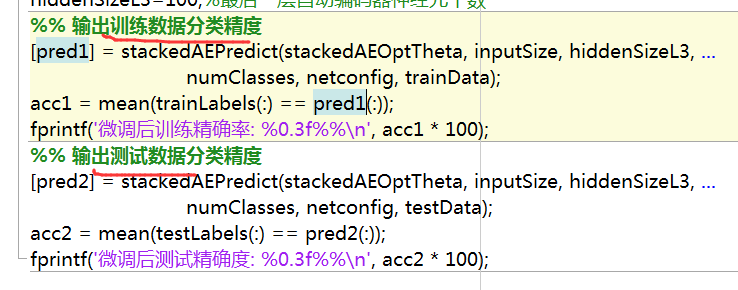 hiddenSizeL3=100,%最后一层自动编码器神经元个数
%% 输出训练数据分类精度
[pred1] = stackedAEPredict(stackedAEOptTheta, inputSize, hiddenSizeL3, ...
numClasses, netconfig, trainData);
acc1 = mean(trainLabels(:) == pred1(:));
fprintf('微调后训练精确率: %0.3f%%\n', acc1 * 100);
%% 输出测试数据分类精度
[pred2] = stackedAEPredict(stackedAEOptTheta, inputSize, hiddenSizeL3, ...
numClasses, netconfig, testData);
acc2 = mean(testLabels(:) == pred2(:));
fprintf('微调后测试精确度: %0.3f%%\n', acc2 * 100);